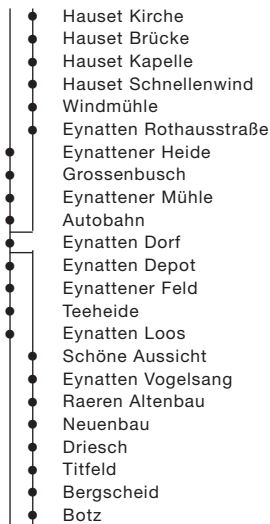 Hauset Kirche
Hauset Brücke
Hauset Kapelle
Hauset Schnellenwind
Windmühle
Eynatten Rothausstraße
Eynattener Heide
Grossenbusch
Eynattener Mühle
Autobahn
Eynatten Dorf
Eynatten Depot
Eynattener Feld
Teeheide
Eynatten Loos
Schöne Aussicht
Eynatten Vogelsang
Raeren Altenbau
Neuenbau
Driesch
Titfeld
Bergscheid
Botz